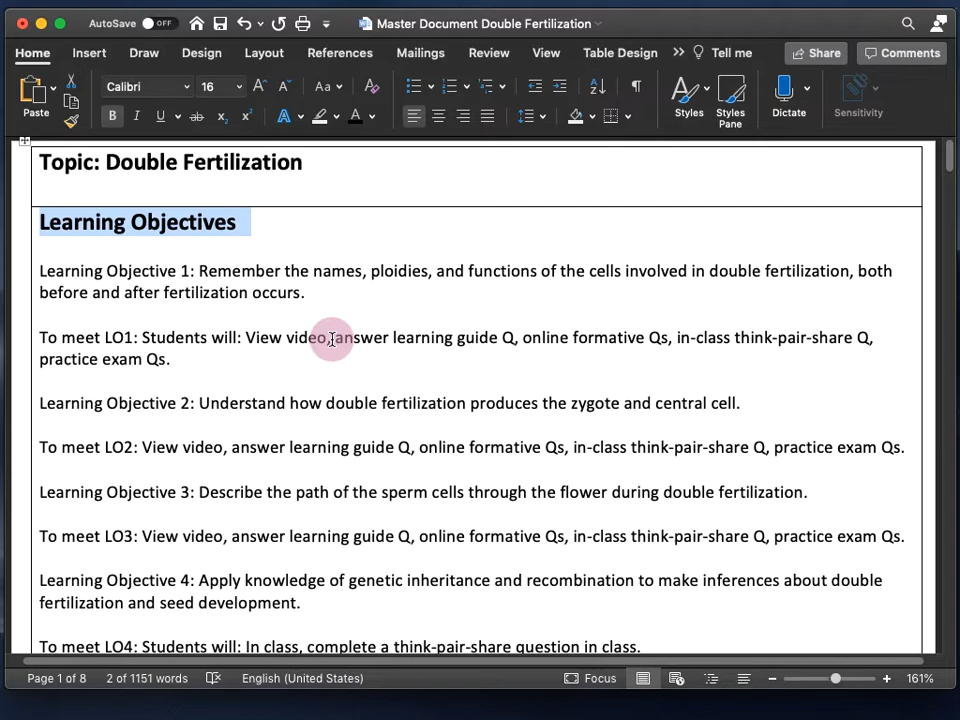 AutoSave OFF Master Document Double Fertilization
Home Insert Draw Design Layout References Mailings Review View Table Design Tell me Share Comments
Paste Calibri 16 Aa Styles Styles Pane Dictate Sensitivity
Topic: Double Fertilization
Learning Objectives
Learning Objective 1: Remember the names, ploidies, and functions of the cells involved in double fertilization, both
before and after fertilization occurs.
To meet LO1: Students will: View video, answer learning guide Q, online formative Qs, in-class think-pair-share Q,
practice exam Qs.
Learning Objective 2: Understand how double fertilization produces the zygote and central cell.
To meet LO2: View video, answer learning guide Q, online formative Qs, in-class think-pair-share Q, practice exam Qs.
Learning Objective 3: Describe the path of the sperm cells through the flower during double fertilization.
To meet LO3: View video, answer learning guide Q, online formative Qs, in-class think-pair-share Q, practice exam Qs.
Learning Objective 4: Apply knowledge of genetic inheritance and recombination to make inferences about double
fertilization and seed development.
To meet LO4: Students will: In class, complete a think-pair-share question in class.
Page 1 of 8 2 of 1151 words English (United States) Focus 161%